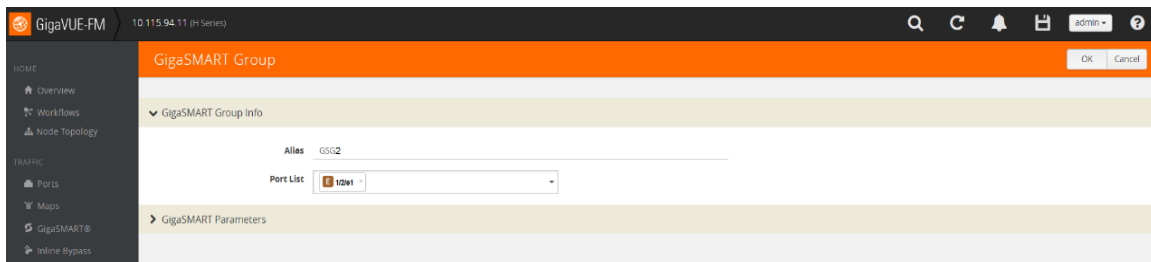 GigaVUE-FM 10.115.94.11 (H Series) admin ?
GigaSMART Group OK Cancel
HOME
Overview
Workflows
Node Topology
TRAFFIC
Ports
Maps
GigaSMART®
Inline Bypass
GigaSMART Group Info
Alias GSG2
Port List E 1/2/e1 ×
GigaSMART Parameters